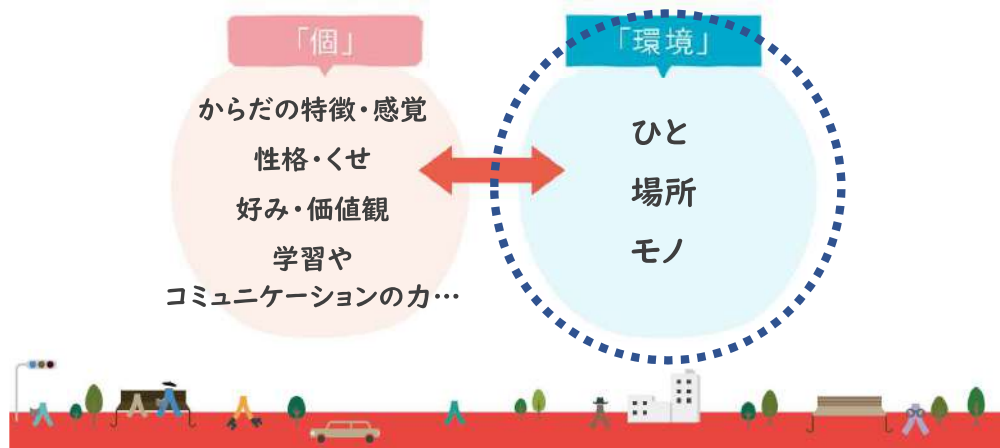 「個」
からだの特徴・感覚
性格・くせ
好み・価値観
学習や
コミュニケーションの力…
「環境」
ひと
場所
モノ